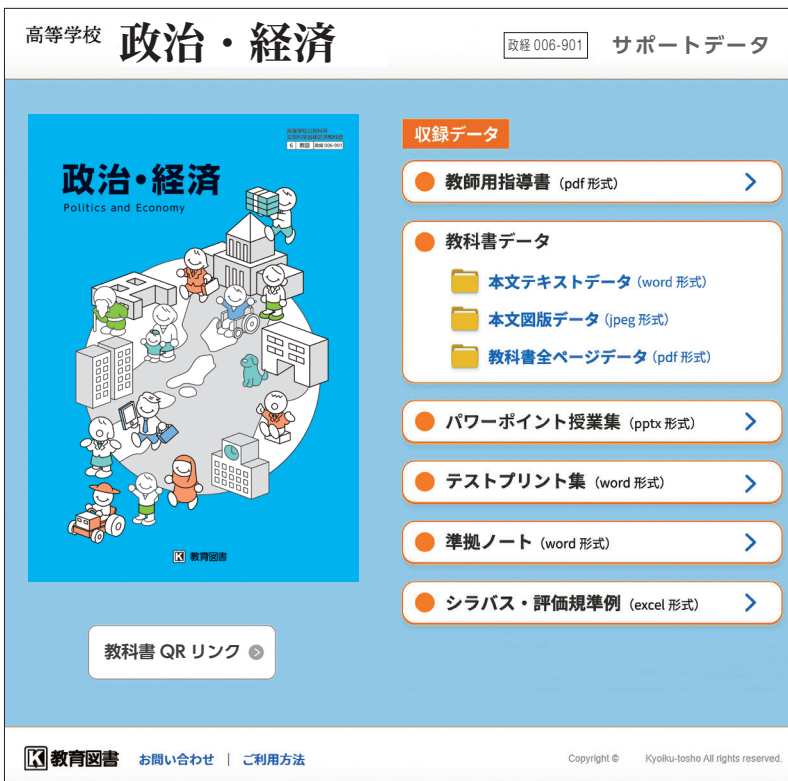 高等学校 政治・経済
政経 006-901 サポートデータ
高等学校公民科用
文部科学省検定済教科書
6 教図 政経 006-901
政治・経済
Politics and Economy
教育図書
教科書 QR リンク
収録データ
教師用指導書（pdf 形式）
教科書データ
本文テキストデータ（word 形式）
本文図版データ（jpeg 形式）
教科書全ページデータ（pdf 形式）
パワーポイント授業集（pptx 形式）
テストプリント集（word 形式）
準拠ノート（word 形式）
シラバス・評価規準例（excel 形式）
教育図書 お問い合わせ | ご利用方法
Copyright © Kyoiku-tosho All rights reserved.